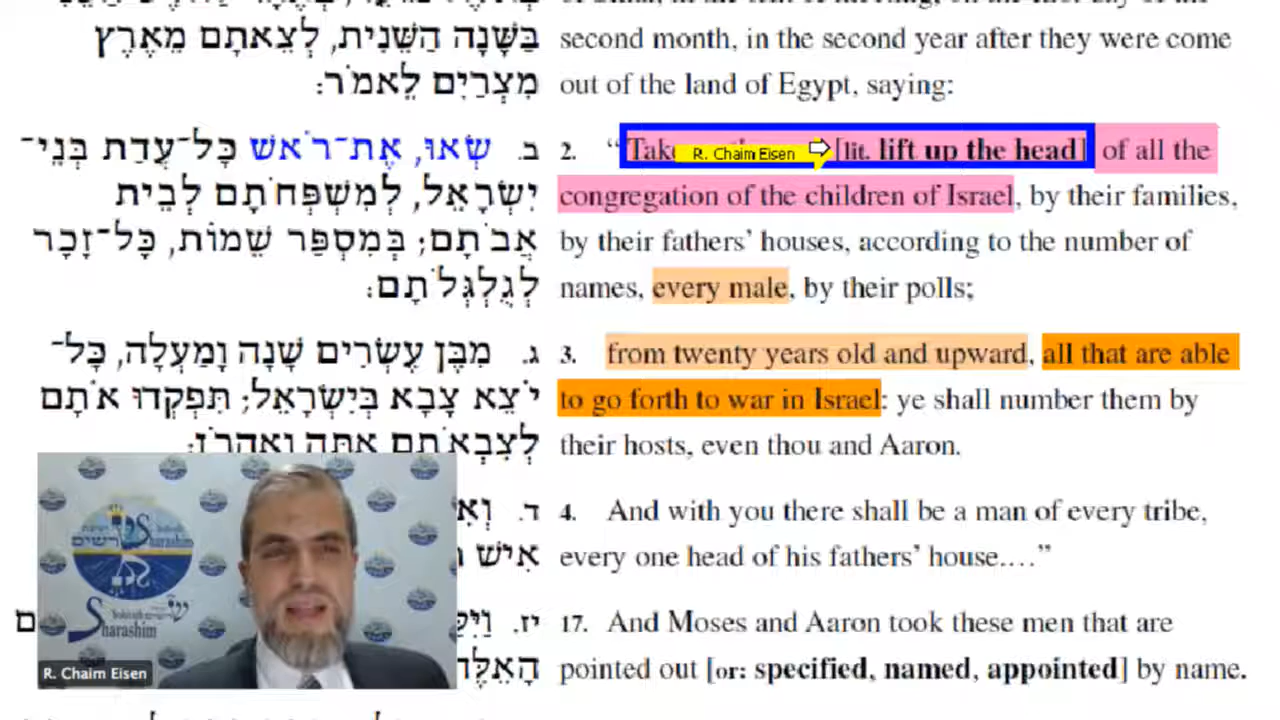 בַּשָּׁנָה הַשֵּׁנִית, לְצֵאתָם מֵאֶרֶץ
מִצְרַיִם לֵאמֹר:
ב. שְׂאוּ, אֶת־רֹאשׁ כָּל־עֲדַת בְּנֵי־
יִשְׂרָאֵל, לְמִשְׁפְּחֹתָם לְבֵית
אֲבֹתָם; בְּמִסְפַּר שֵׁמוֹת, כָּל־זָכָר
לְגֻלְגְּלֹתָם:
ג. מִבֶּן עֶשְׂרִים שָׁנָה וָמַעְלָה, כָּל־
יֹצֵא צָבָא בְּיִשְׂרָאֵל; תִּפְקְדוּ אֹתָם
לְצִבְאֹתָם אַתָּה וְאַהֲרֹן:
ד.
אִישׁ
יז.
הָאֵלֶּה
second month, in the second year after they were come
out of the land of Egypt, saying:
2. “Take R. Chaim Eisen [lit. lift up the head] of all the
congregation of the children of Israel, by their families,
by their fathers’ houses, according to the number of
names, every male, by their polls;
3. from twenty years old and upward, all that are able
to go forth to war in Israel: ye shall number them by
their hosts, even thou and Aaron.
4. And with you there shall be a man of every tribe,
every one head of his fathers’ house.…”
17. And Moses and Aaron took these men that are
pointed out [or: specified, named, appointed] by name.
Sharashim
R. Chaim Eisen